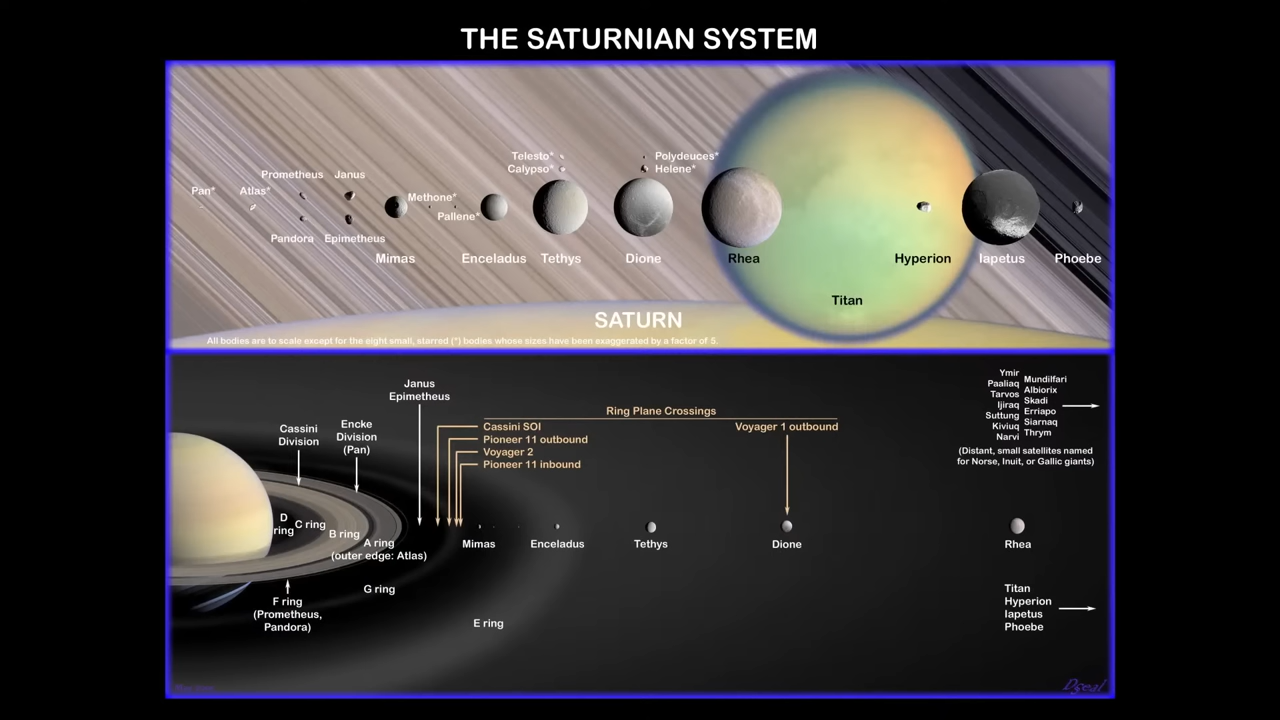 THE SATURNIAN SYSTEM
Telesto*
Calypso*
Polydeuces*
Helene*
Prometheus
Janus
Pan*
Atlas*
Methone*
Pallene*
Pandora
Epimetheus
Mimas
Enceladus
Tethys
Dione
Rhea
Hyperion
Iapetus
Phoebe
Titan
SATURN
All bodies are to scale except for the eight small, starred (*) bodies whose sizes have been exaggerated by a factor of 5.
Janus
Epimetheus
Encke
Division
(Pan)
Cassini
Division
Ring Plane Crossings
Cassini SOI
Pioneer 11 outbound
Voyager 2
Pioneer 11 inbound
Voyager 1 outbound
Ymir
Paaliaq
Tarvos
Ijiraq
Suttung
Kiviuq
Narvi
Mundilfari
Albiorix
Skadi
Erriapo
Siarnaq
Thrym
(Distant, small satellites named
for Norse, Inuit, or Gallic giants)
D
ring
C ring
B ring
A ring
(outer edge: Atlas)
Mimas
Enceladus
Tethys
Dione
Rhea
G ring
F ring
(Prometheus,
Pandora)
E ring
Titan
Hyperion
Iapetus
Phoebe
DSeal